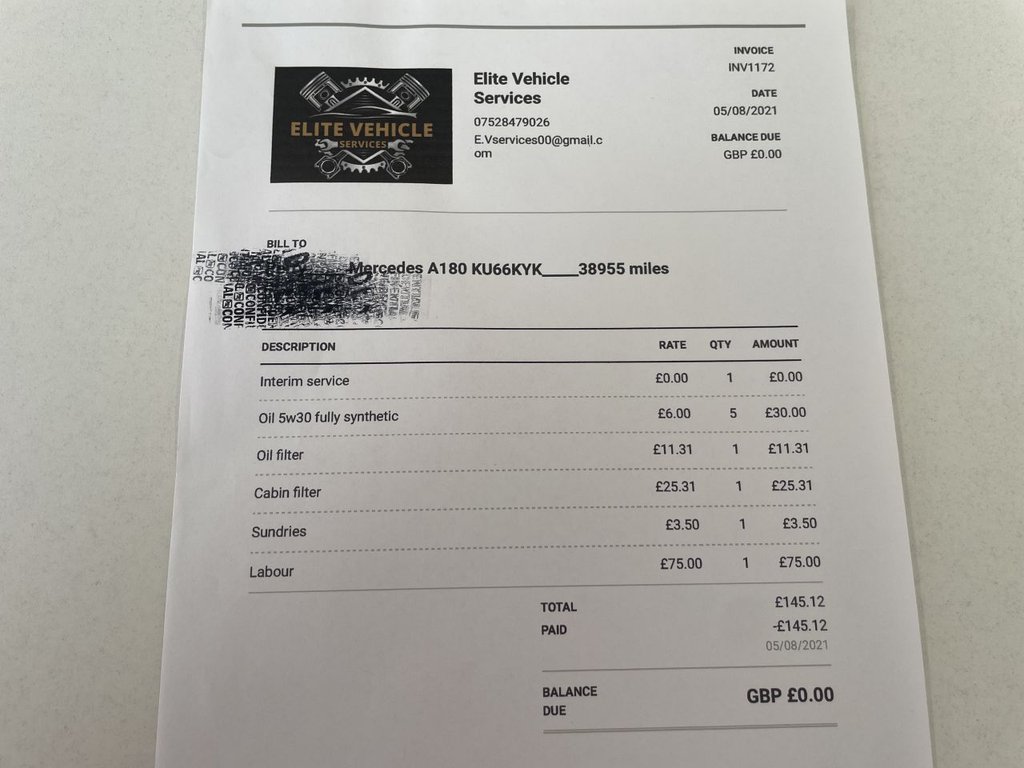 INVOICE
INV1172
DATE
05/08/2021
BALANCE DUE
GBP £0.00
ELITE VEHICLE
SERVICES
Elite Vehicle
Services
07528479026
E.Vservices00@gmail.c
om
BILL TO
Mercedes A180 KU66KYK____38955 miles
DESCRIPTION RATE QTY AMOUNT
Interim service £0.00 1 £0.00
Oil 5w30 fully synthetic £6.00 5 £30.00
Oil filter £11.31 1 £11.31
Cabin filter £25.31 1 £25.31
Sundries £3.50 1 £3.50
Labour £75.00 1 £75.00
TOTAL £145.12
PAID -£145.12
05/08/2021
BALANCE
DUE
GBP £0.00